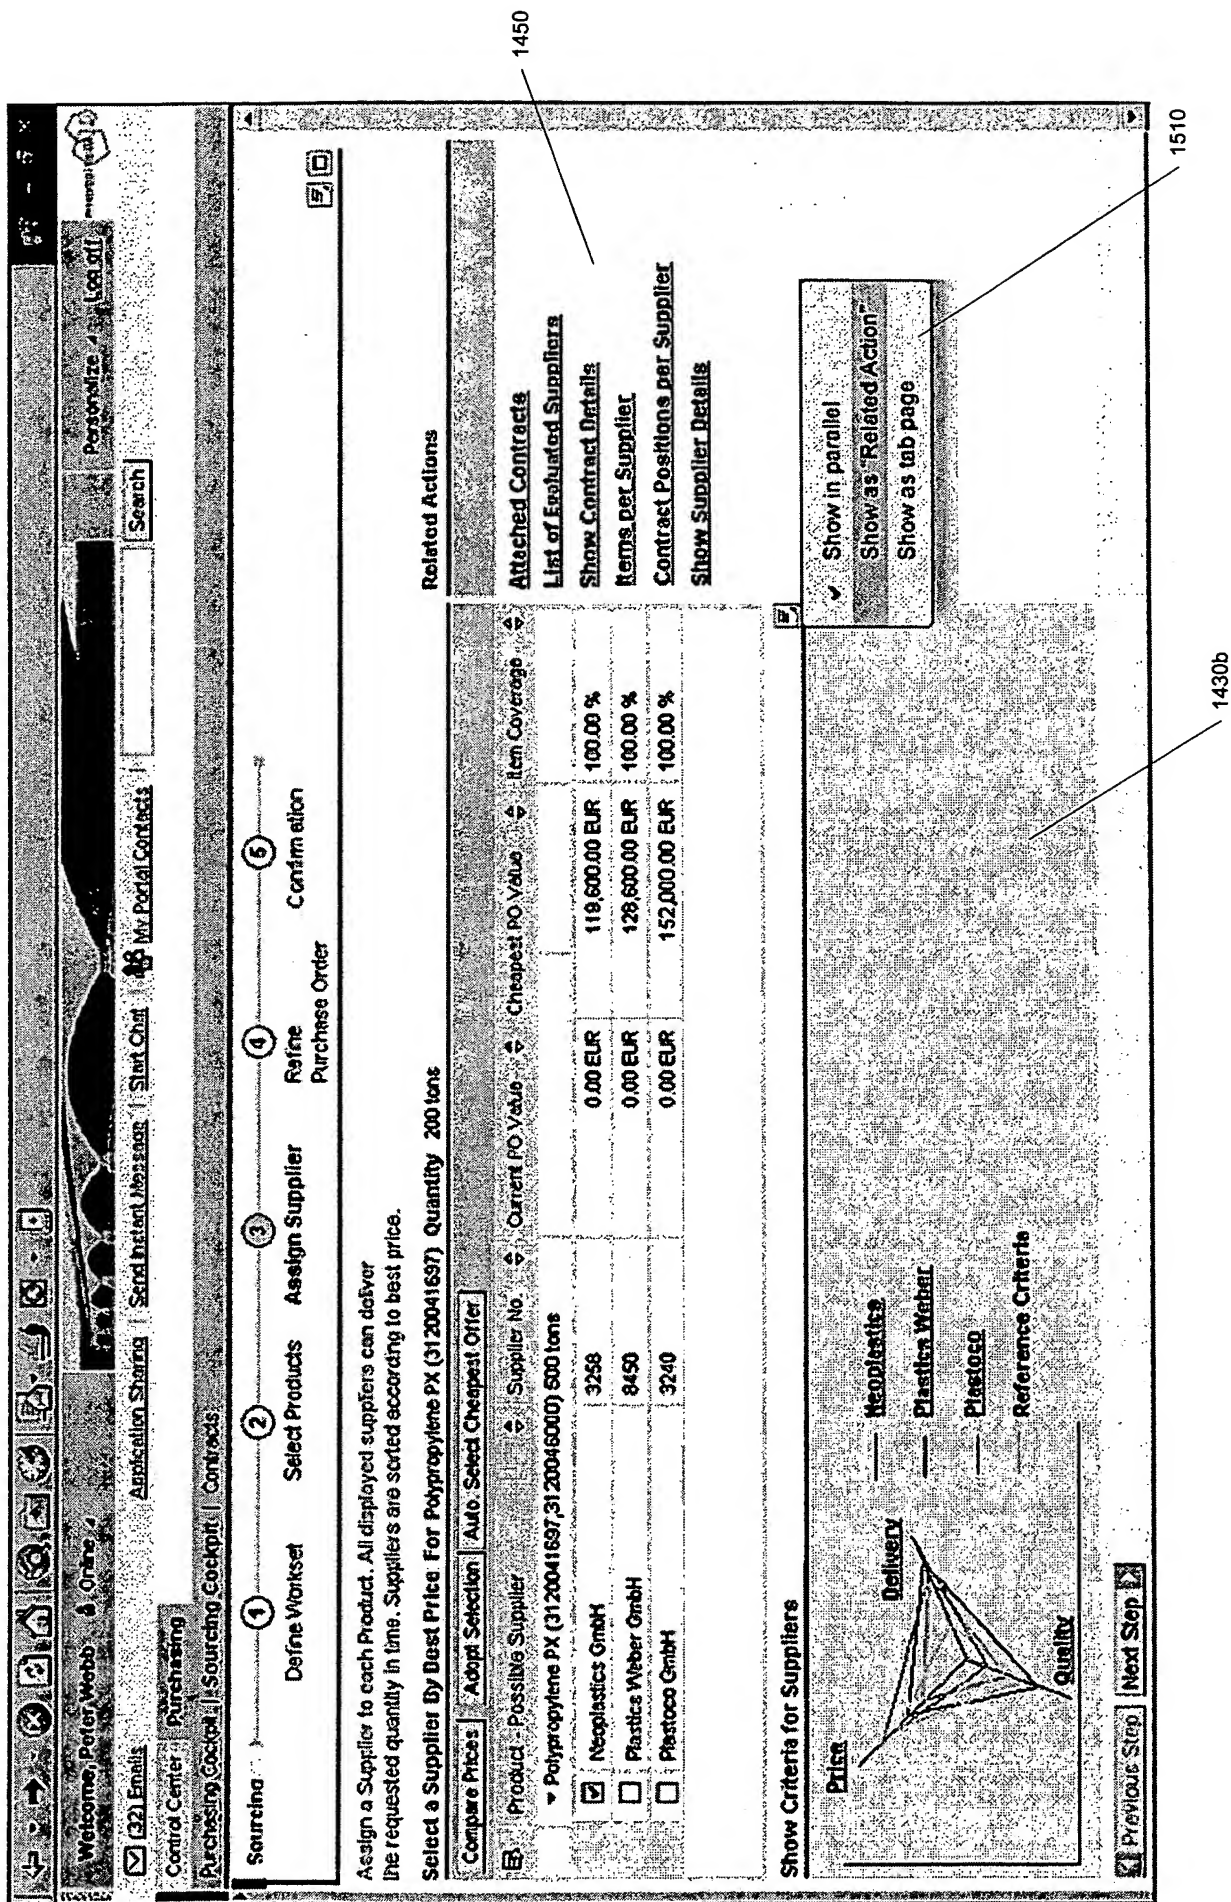 Welcome, Peter Webb Online
Personalize Log off
(32) Emails
Application Sharing | Send Instant Message | Start Chat | My Portal Contacts |
Search
Control Center Purchasing
Purchasing Cockpit | Sourcing Cockpit | Contracts
Sourcing
1 2 3 4 5
Define Workset Select Products Assign Supplier Refine Confirmation
Purchase Order
Assign a Supplier to each Product. All displayed suppliers can deliver
the requested quantity in time. Suppliers are sorted according to best price.
Select a Supplier By Best Price For Polypropylene PX (3120041697) Quantity 200 tons
Related Actions
Compare Prices Adopt Selection Auto. Select Cheapest Offer
Product - Possible Supplier Supplier No. Current PO Value Cheapest PO Value Item Coverage
Polypropylene PX (3120041697,3120046000) 600 tons
Neoplastics GmbH 3258 0.00 EUR 119,600.00 EUR 100.00 %
Plastics Weber GmbH 8450 0.00 EUR 128,600.00 EUR 100.00 %
Plastoco GmbH 3240 0.00 EUR 152,000.00 EUR 100.00 %
Attached Contracts
List of Evaluated Suppliers
Show Contract Details
Items per Supplier
Contract Positions per Supplier
Show Supplier Details
Show Criteria for Suppliers
Show in parallel
Show as "Related Action"
Show as tab page
Price
Delivery
Quality
Neoplastics
Plastics Weber
Plastoco
Reference Criteria
Previous Step Next Step
1450
1510
1430b